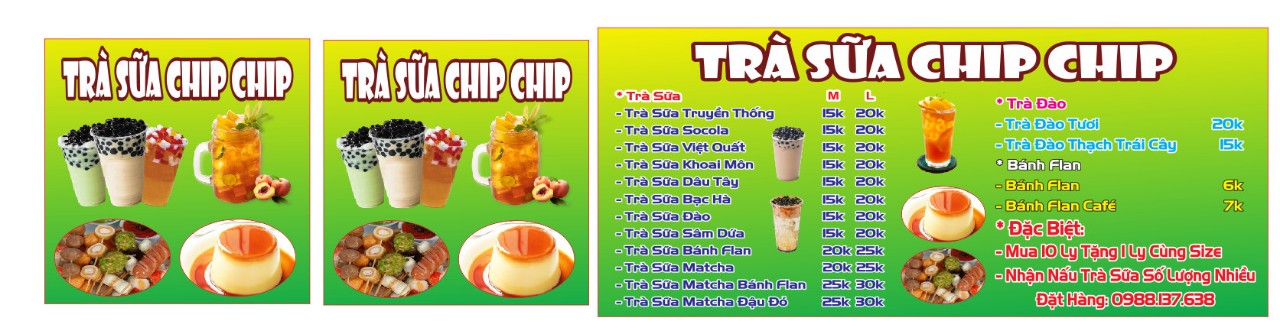 TRÀ SỮA CHIP CHIP
TRÀ SỮA CHIP CHIP
TRÀ SỮA CHIP CHIP
* Trà Sữa M L
- Trà Sữa Truyền Thống 15k 20k
- Trà Sữa Socola 15k 20k
- Trà Sữa Việt Quất 15k 20k
- Trà Sữa Khoai Môn 15k 20k
- Trà Sữa Dâu Tây 15k 20k
- Trà Sữa Bạc Hà 15k 20k
- Trà Sữa Đào 15k 20k
- Trà Sữa Sâm Dứa 15k 20k
- Trà Sữa Bánh Flan 20k 25k
- Trà Sữa Matcha 20k 25k
- Trà Sữa Matcha Bánh Flan 25k 30k
- Trà Sữa Matcha Đậu Đỏ 25k 30k
* Trà Đào
- Trà Đào Tươi 20k
- Trà Đào Thạch Trái Cây 15k
* Bánh Flan
- Bánh Flan 6k
- Bánh Flan Café 7k
* Đặc Biệt:
- Mua 10 Ly Tặng 1 Ly Cùng Size
- Nhận Nấu Trà Sữa Số Lượng Nhiều
Đặt Hàng: 0988.137.638